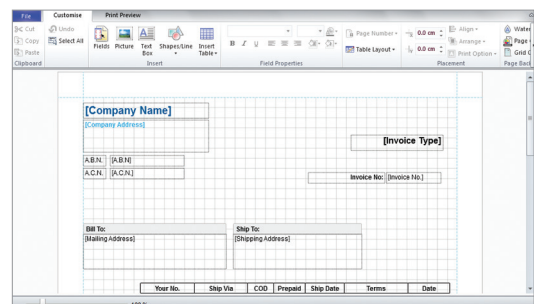 File Customise Print Preview
Cut Undo
Copy Select All
Paste
Fields Picture Text Box Shapes/Line Insert Table
B I U
Page Number
Table Layout
0.0 cm
0.0 cm
Align
Arrange
Print Option
Water
Page
Grid C
Clipboard Insert Field Properties Placement Page Back
[Company Name]
[Company Address]
[Invoice Type]
A.B.N. [A.B.N]
A.C.N. [A.C.N.]
Invoice No: [Invoice No.]
Bill To: Ship To:
[Mailing Address] [Shipping Address]
Your No. Ship Via COD Prepaid Ship Date Terms Date